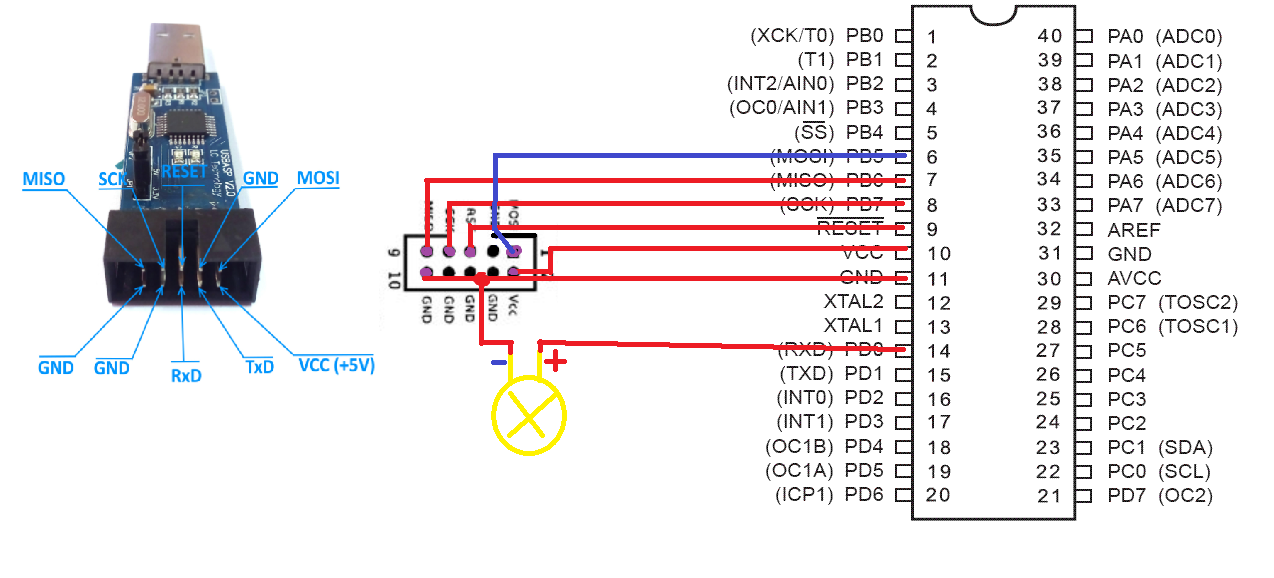 MISO
SCK
RESET
GND
MOSI
USBASP V2.0
GND
GND
RxD
TxD
VCC (+5V)
MISO
SCK
RST
MOSI
9
10
1
GND
GND
GND
GND
Vcc
-
+
(XCK/T0) PB0
(T1) PB1
(INT2/AIN0) PB2
(OC0/AIN1) PB3
(SS) PB4
(MOSI) PB5
(MISO) PB6
(SCK) PB7
RESET
VCC
GND
XTAL2
XTAL1
(RXD) PD0
(TXD) PD1
(INT0) PD2
(INT1) PD3
(OC1B) PD4
(OC1A) PD5
(ICP1) PD6
1
2
3
4
5
6
7
8
9
10
11
12
13
14
15
16
17
18
19
20
40
39
38
37
36
35
34
33
32
31
30
29
28
27
26
25
24
23
22
21
PA0 (ADC0)
PA1 (ADC1)
PA2 (ADC2)
PA3 (ADC3)
PA4 (ADC4)
PA5 (ADC5)
PA6 (ADC6)
PA7 (ADC7)
AREF
GND
AVCC
PC7 (TOSC2)
PC6 (TOSC1)
PC5
PC4
PC3
PC2
PC1 (SDA)
PC0 (SCL)
PD7 (OC2)